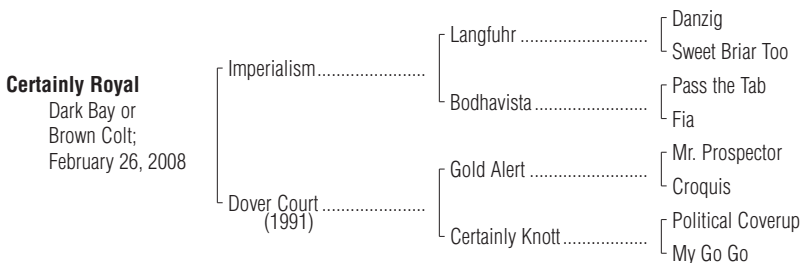 Certainly Royal
Dark Bay or
Brown Colt;
February 26, 2008
Imperialism......................
Dover Court.....................
(1991)
Langfuhr ..........................
Bodhavista.......................
Gold Alert ........................
Certainly Knott.................
Danzig
Sweet Briar Too
Pass the Tab
Fia
Mr. Prospector
Croquis
Political Coverup
My Go Go